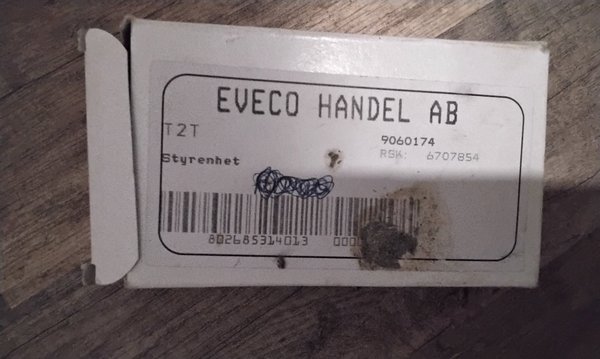 EVECO HANDEL AB
T2T
9060174
RSK: 6707854
Styrenhet
802685314013